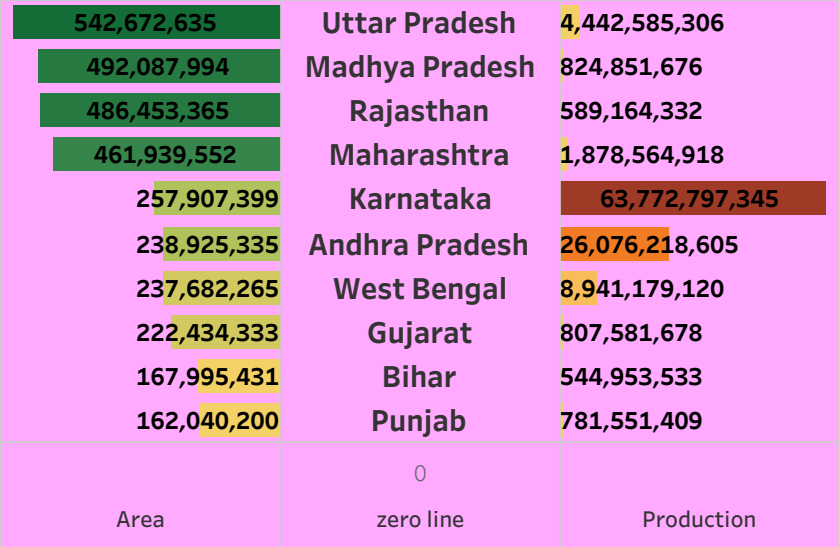 542,672,635 Uttar Pradesh 4,442,585,306
492,087,994 Madhya Pradesh 824,851,676
486,453,365 Rajasthan 589,164,332
461,939,552 Maharashtra 1,878,564,918
257,907,399 Karnataka 63,772,797,345
238,925,335 Andhra Pradesh 26,076,218,605
237,682,265 West Bengal 8,941,179,120
222,434,333 Gujarat 807,581,678
167,995,431 Bihar 544,953,533
162,040,200 Punjab 781,551,409
0
Area zero line Production